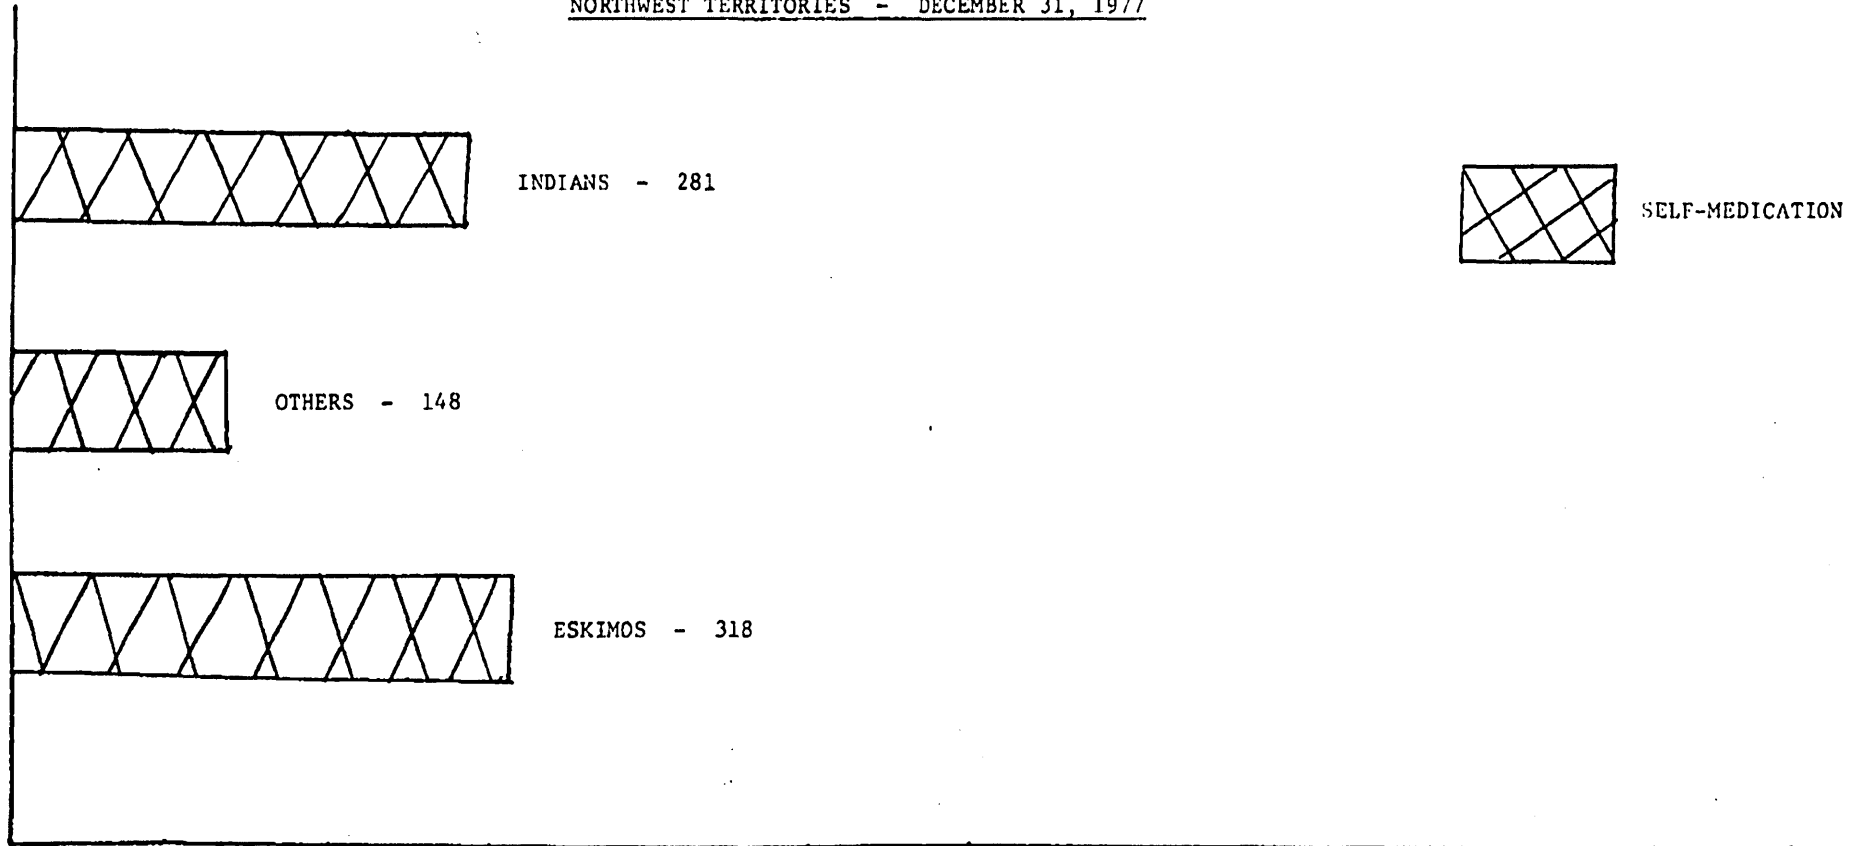 NORTHWEST TERRITORIES - DECEMBER 31, 1977
INDIANS - 281
SELF-MEDICATION
OTHERS - 148
ESKIMOS - 318